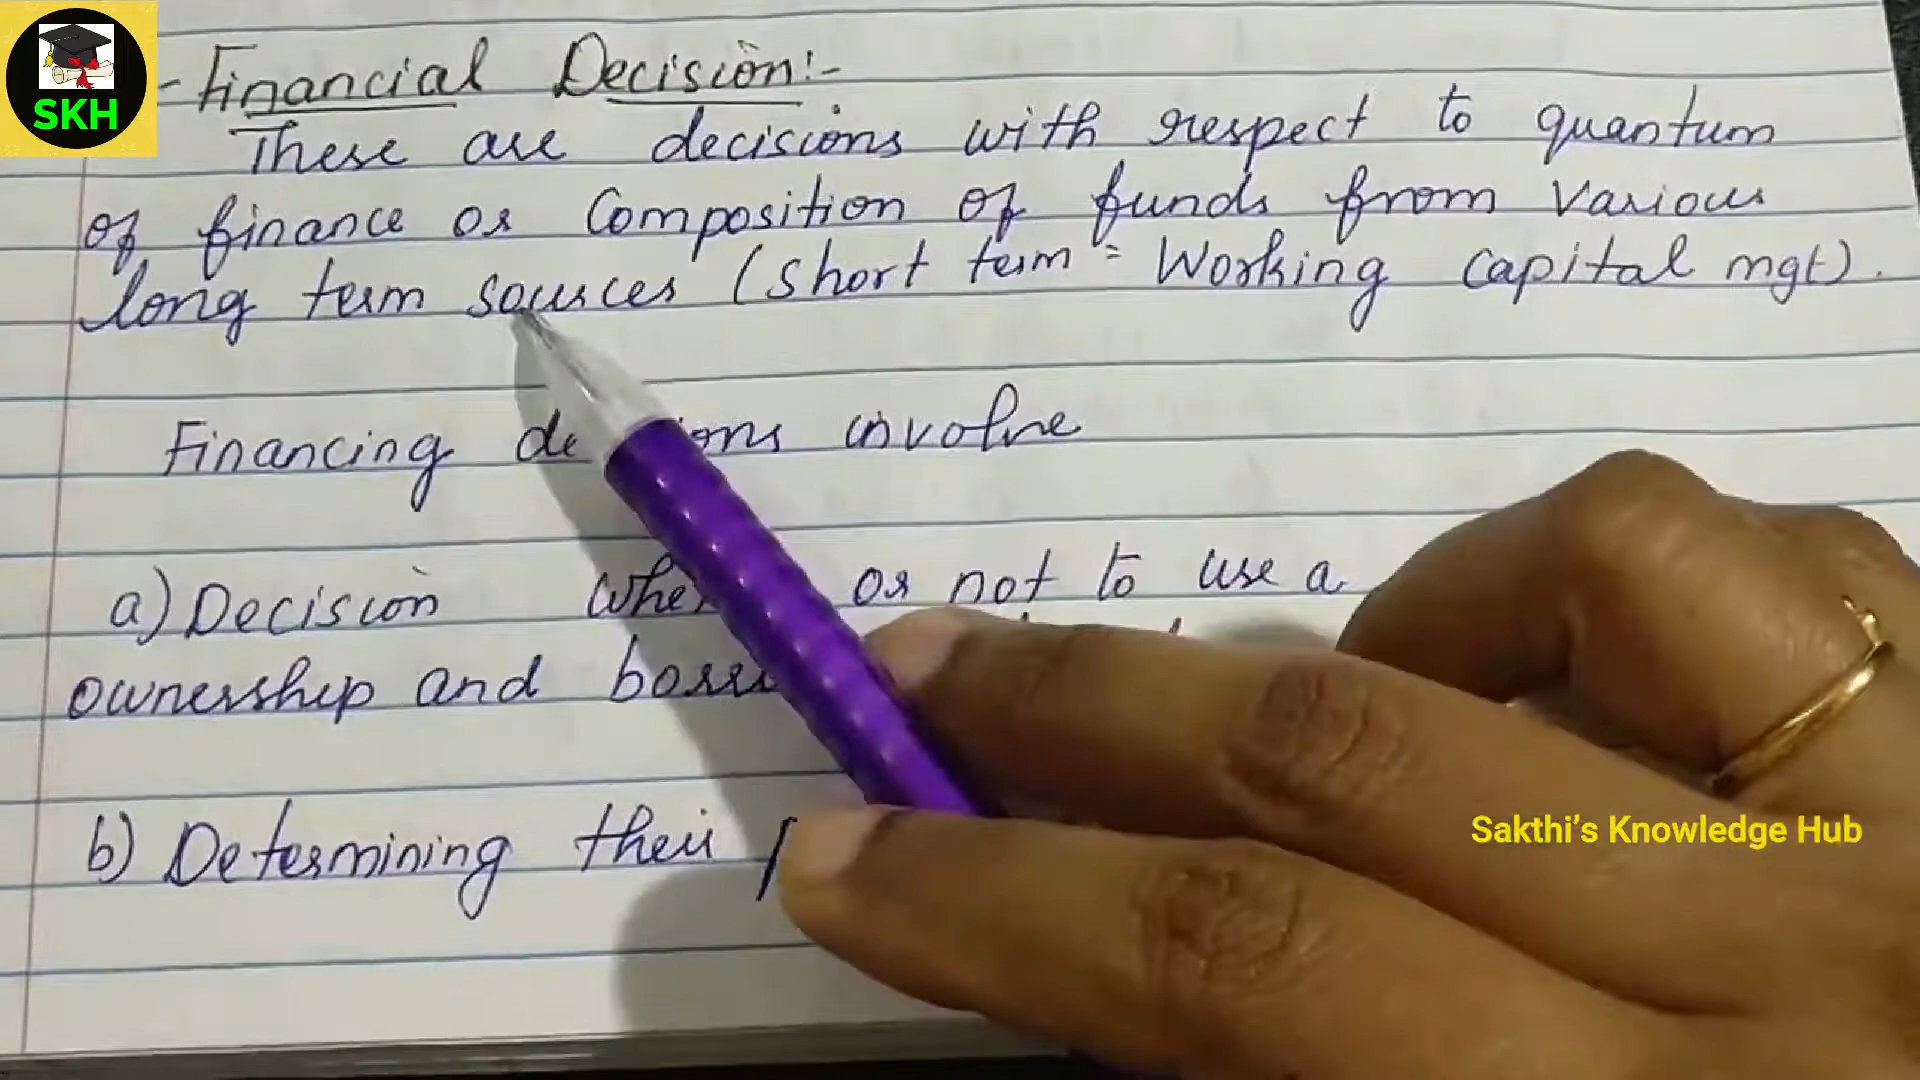 SKH
- Financial Decision:-
These are decisions with respect to quantum
of finance or Composition of funds from various
long term sources (short term = Working capital mgt).
Financing involve
a) Decision or not to use a
ownership and
b) Determining their
Sakthi's Knowledge Hub